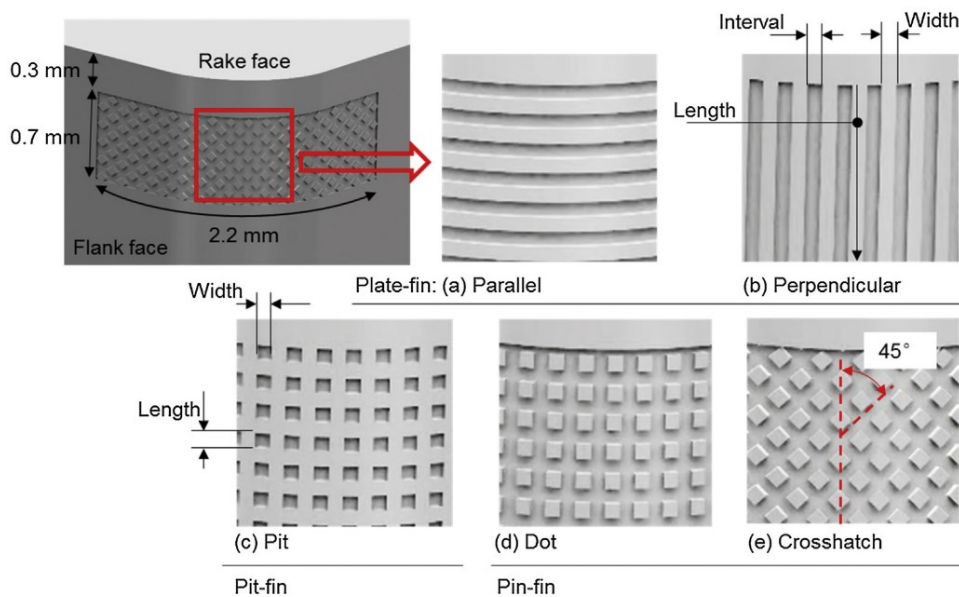 Rake face
0.3 mm
0.7 mm
2.2 mm
Flank face
Interval
Width
Length
Plate-fin: (a) Parallel
(b) Perpendicular
Width
Length
45°
(c) Pit
(d) Dot
(e) Crosshatch
Pit-fin
Pin-fin